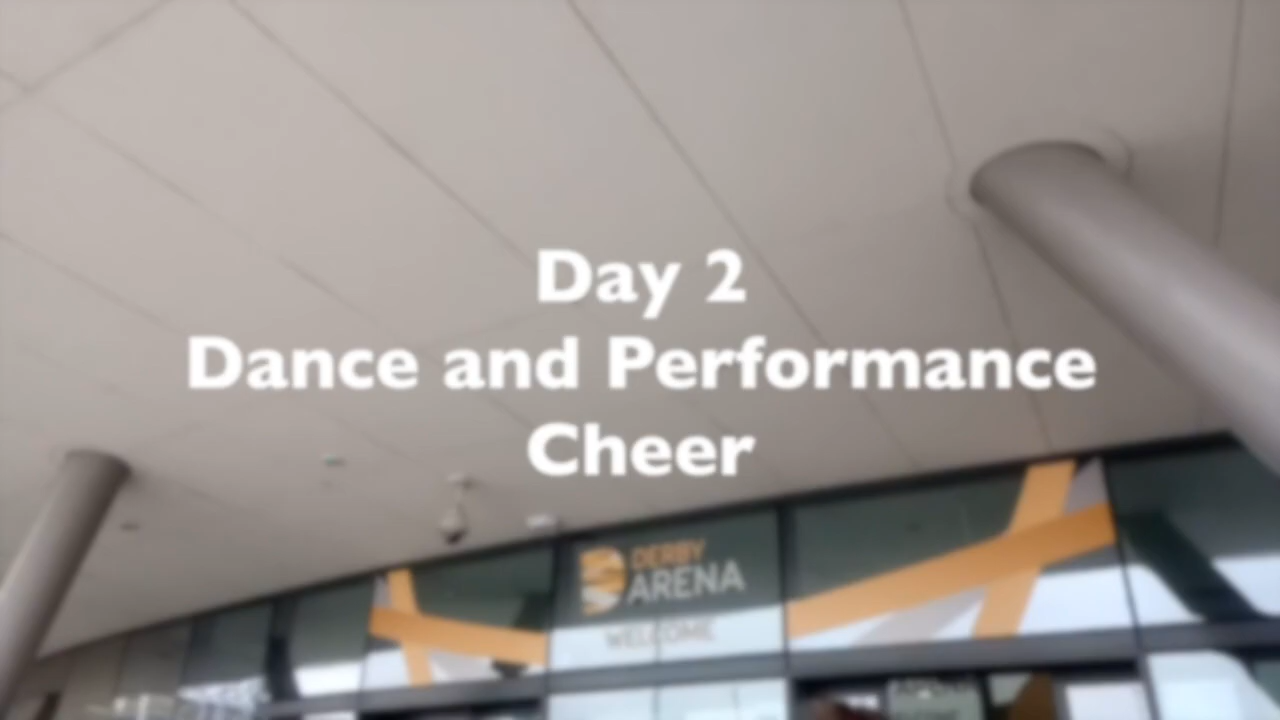 Day 2
Dance and Performance
Cheer
DERBY
ARENA
WELCOME